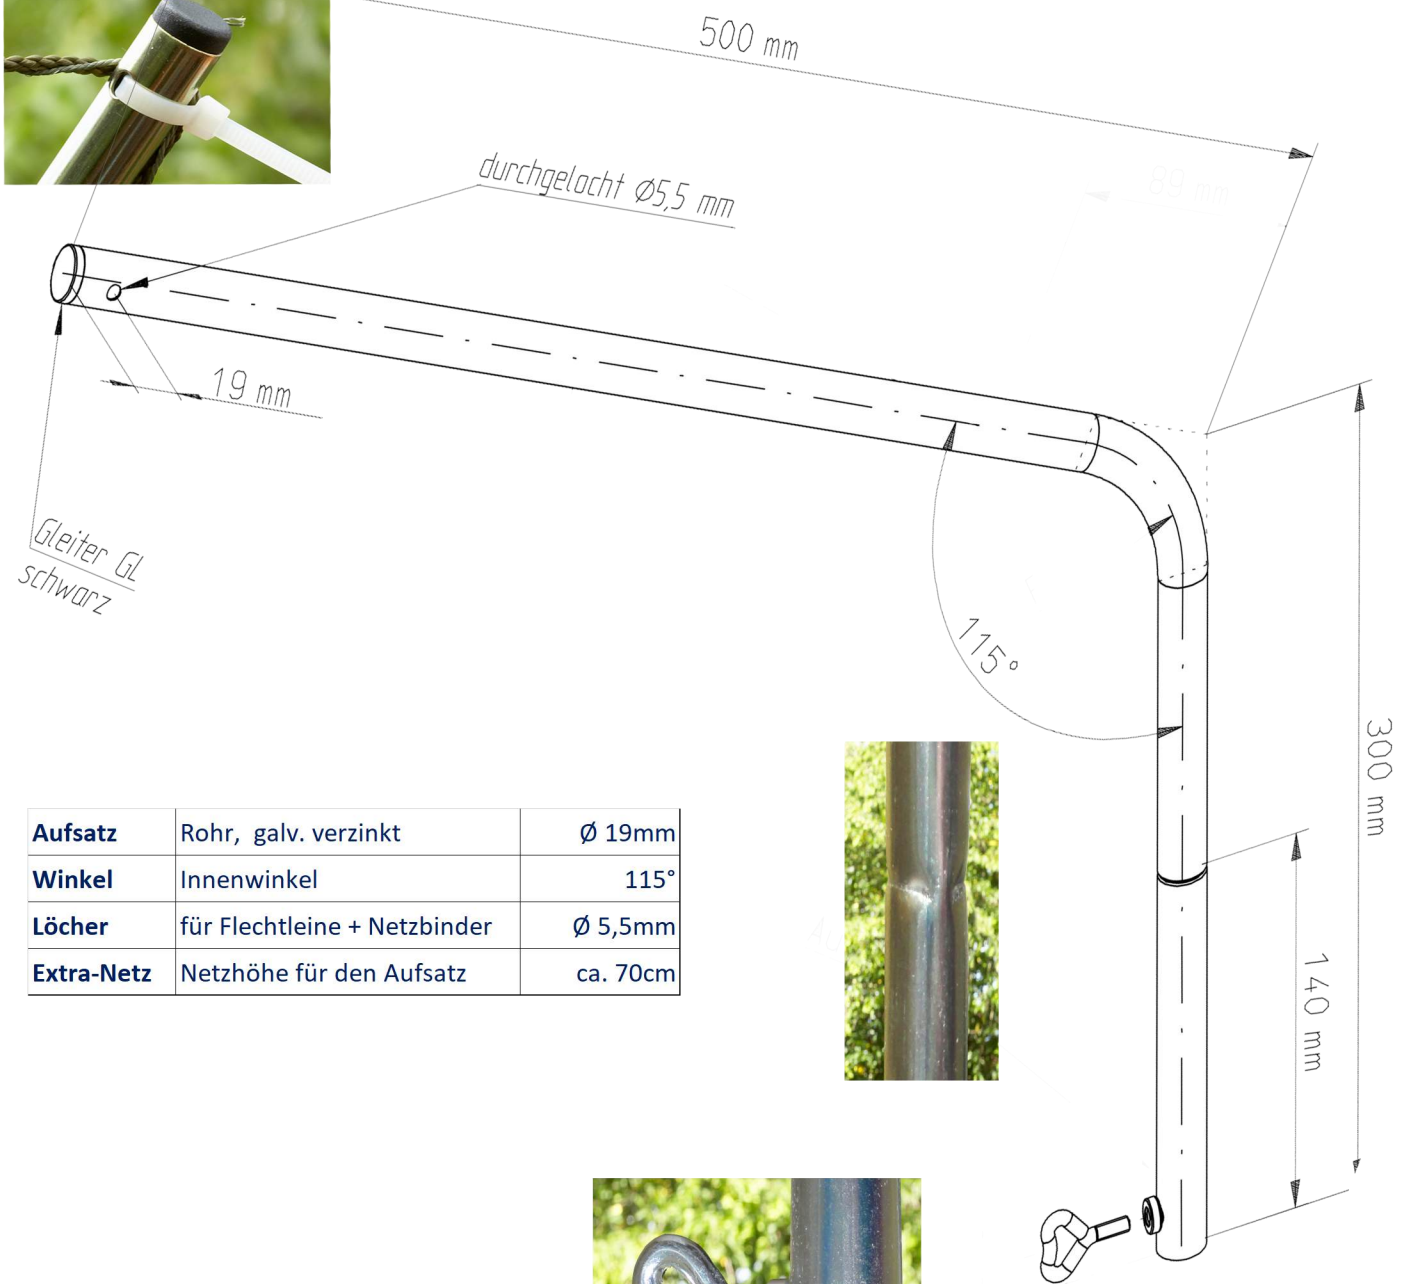 500 mm
89 mm
durchgelocht Ø5,5 mm
19 mm
Gleiter GL
schwarz
115°
300 mm
140 mm
Aufsatz Rohr, galv. verzinkt Ø 19mm
Winkel Innenwinkel 115°
Löcher für Flechtleine + Netzbinder Ø 5,5mm
Extra-Netz Netzhöhe für den Aufsatz ca. 70cm